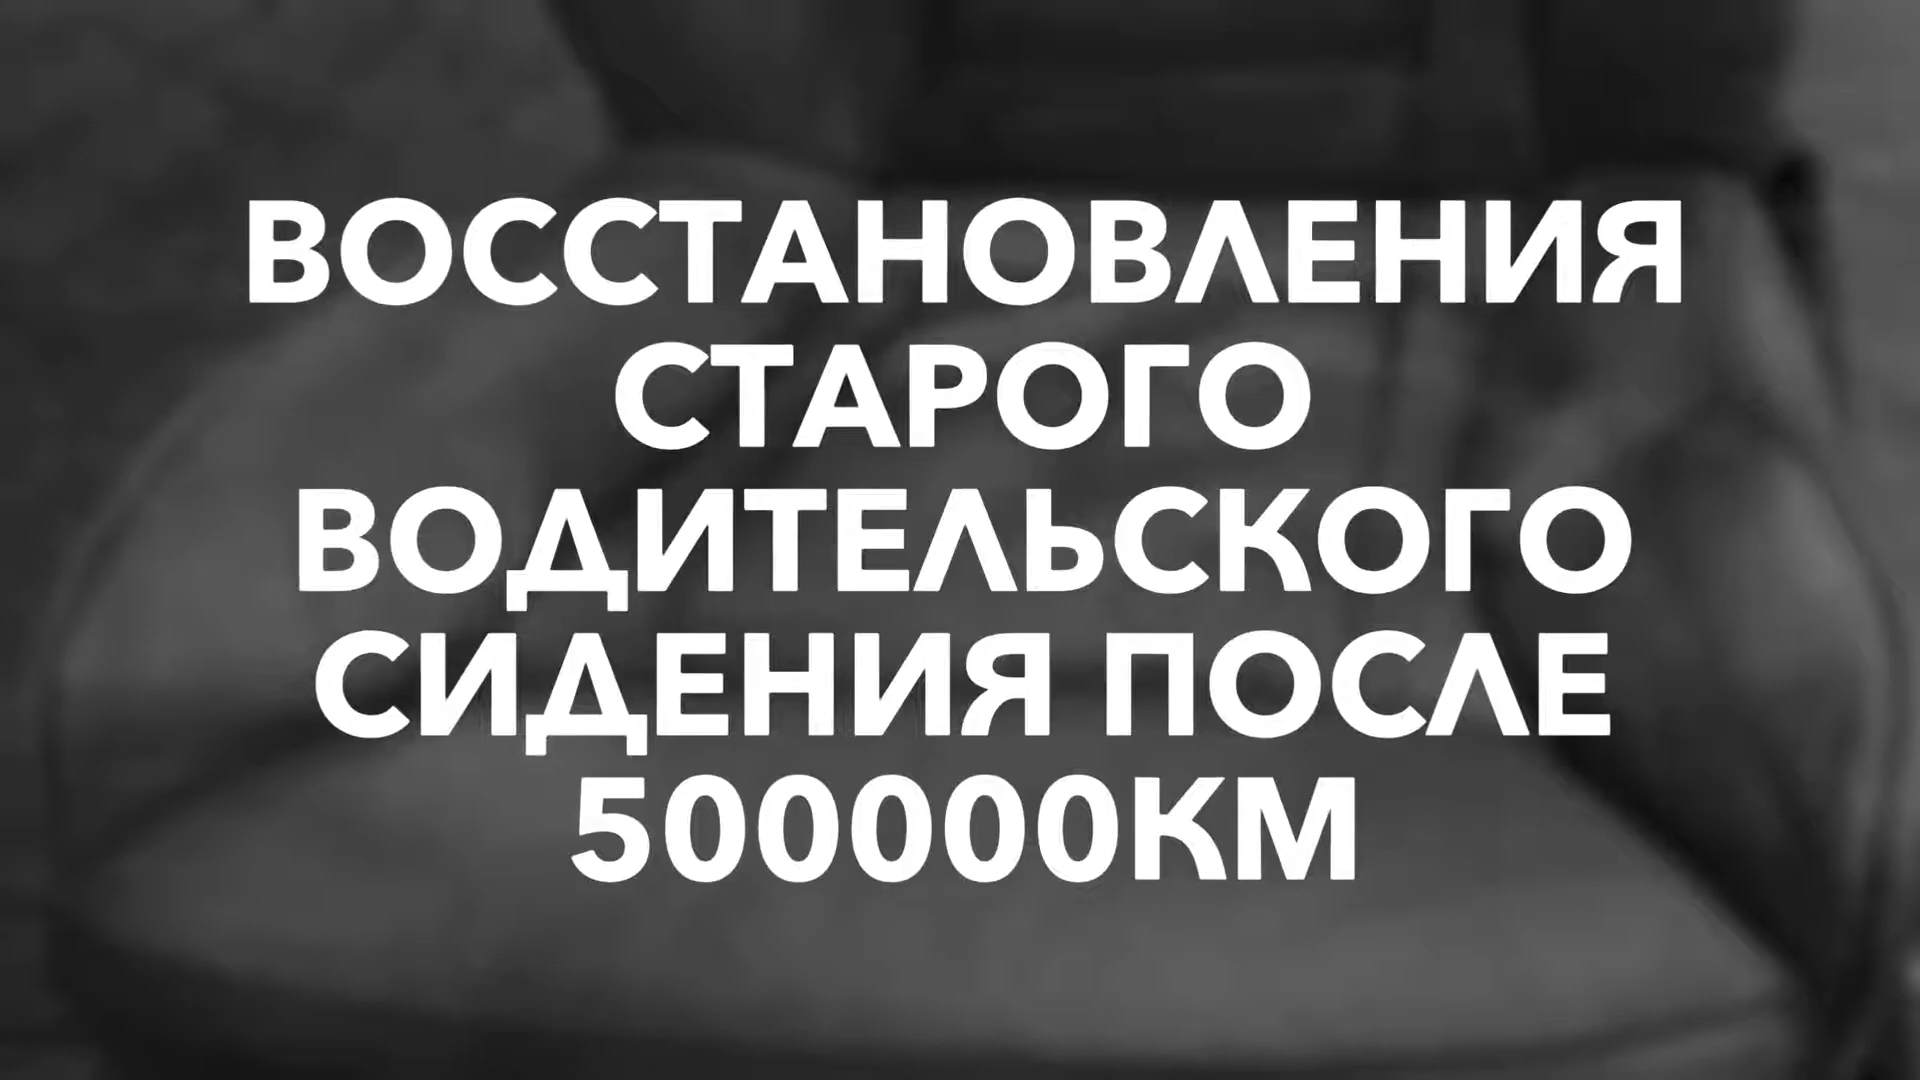 ВОССТАНОВЛЕНИЯ
СТАРОГО
ВОДИТЕЛЬСКОГО
СИДЕНИЯ ПОСЛЕ
500000КМ